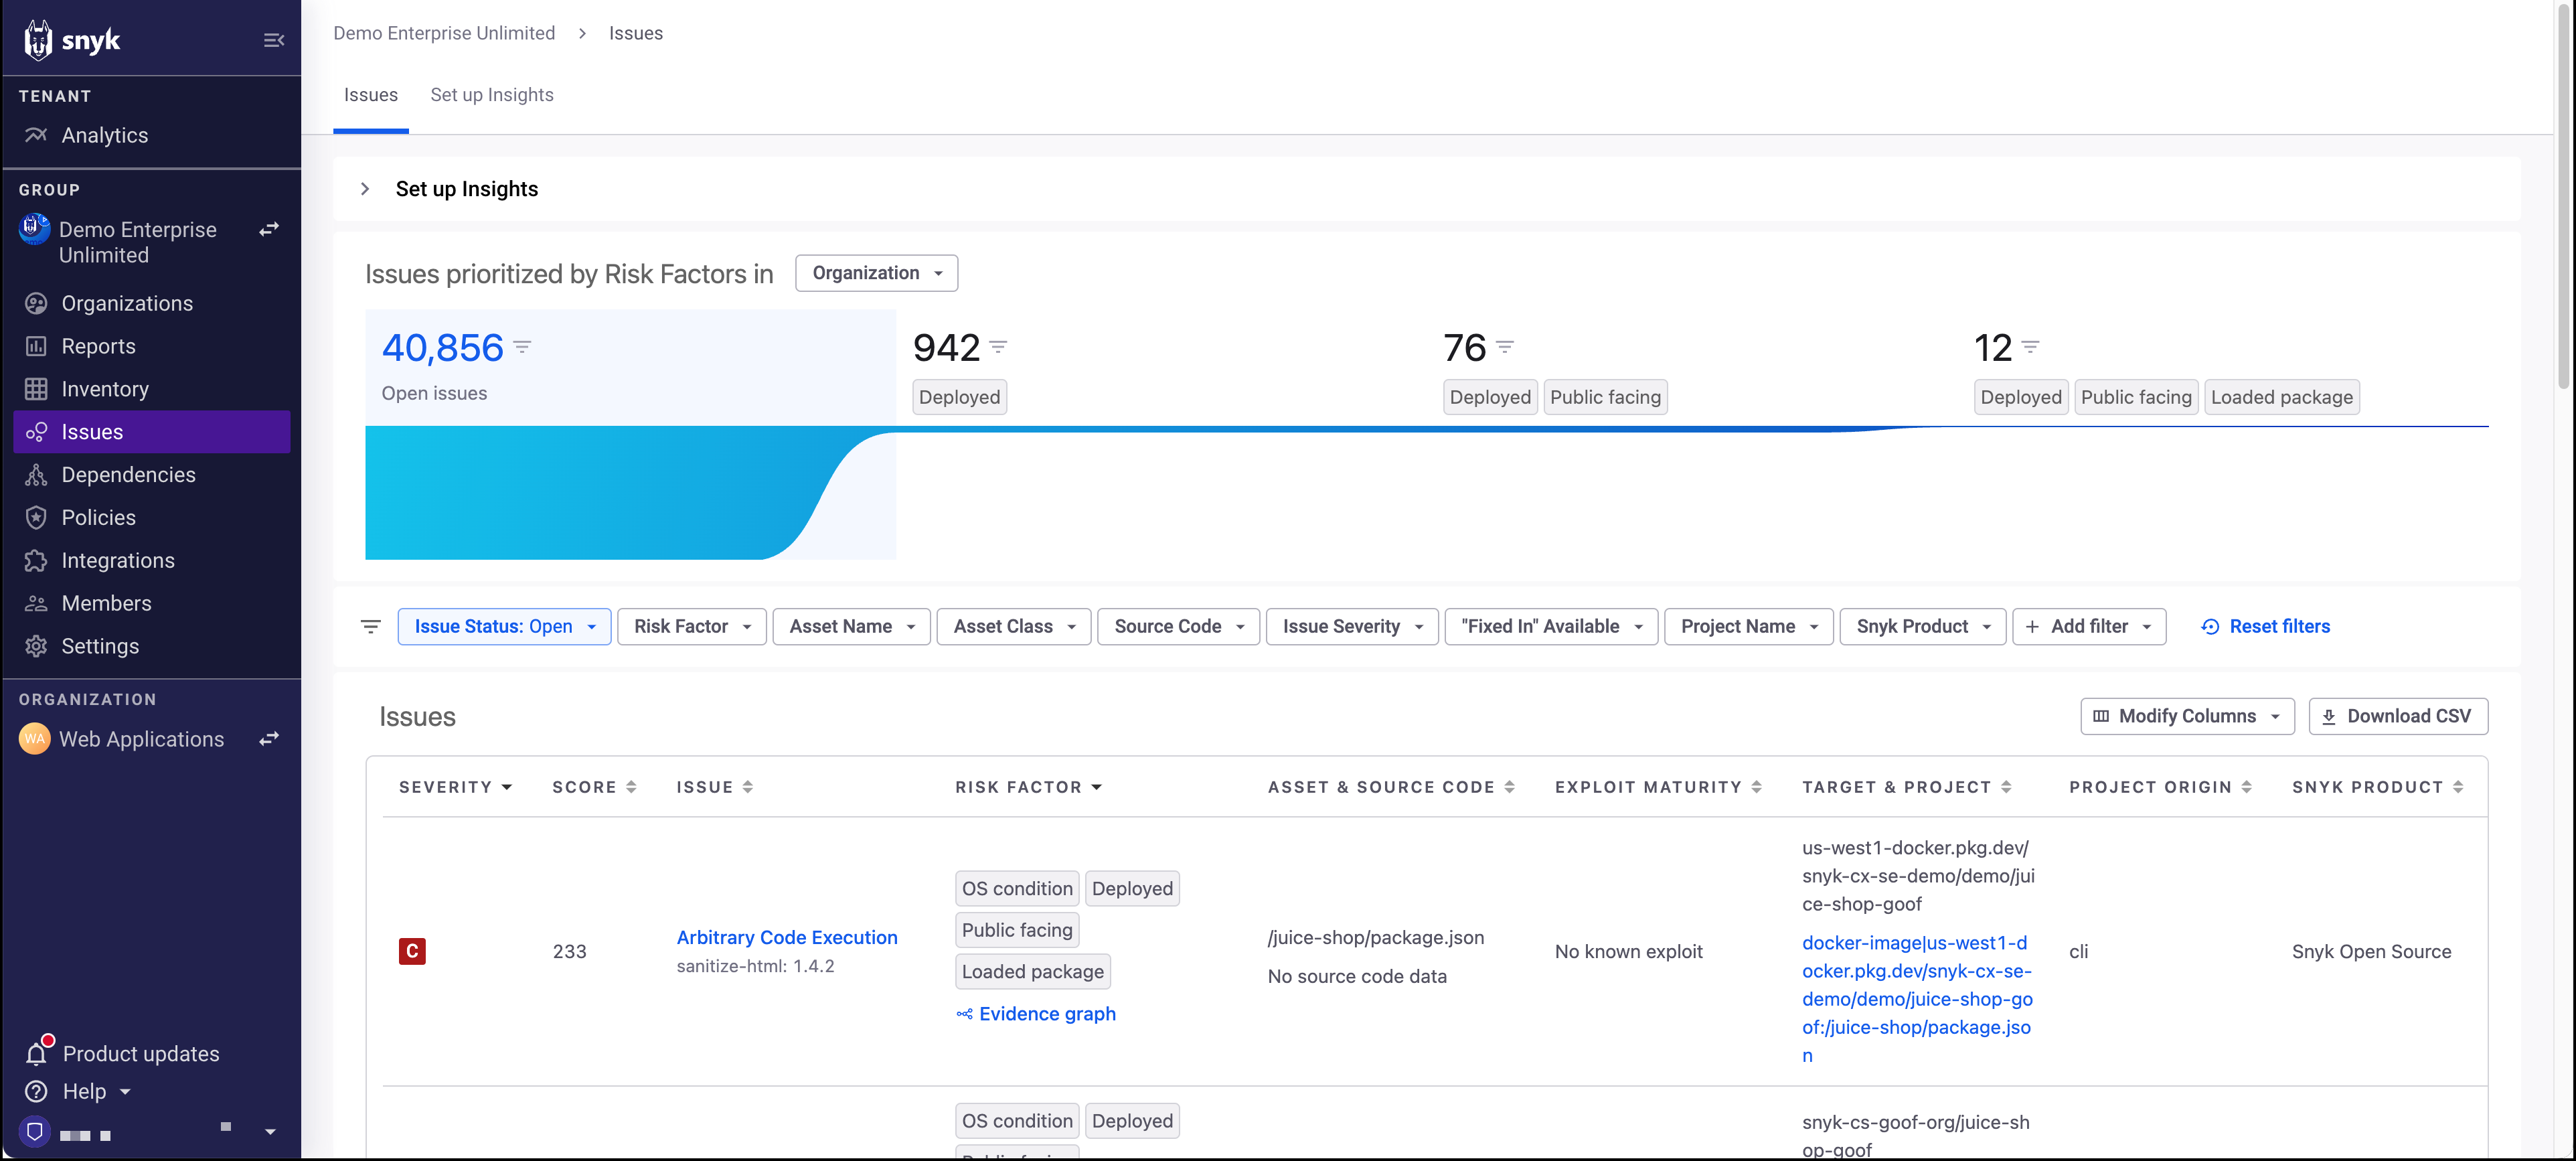 snyk
TENANT
Analytics
GROUP
Demo Enterprise
Unlimited
Organizations
Reports
Inventory
Issues
Dependencies
Policies
Integrations
Members
Settings
ORGANIZATION
WA Web Applications
Product updates
Help
Demo Enterprise Unlimited > Issues
Issues Set up Insights
Set up Insights
Issues prioritized by Risk Factors in Organization
40,856
Open issues
942
Deployed
76
Deployed Public facing
12
Deployed Public facing Loaded package
Issue Status: Open Risk Factor Asset Name Asset Class Source Code Issue Severity "Fixed In" Available Project Name Snyk Product + Add filter Reset filters
Issues Modify Columns Download CSV
SEVERITY SCORE ISSUE RISK FACTOR ASSET & SOURCE CODE EXPLOIT MATURITY TARGET & PROJECT PROJECT ORIGIN SNYK PRODUCT
C
233
Arbitrary Code Execution
sanitize-html: 1.4.2
OS condition Deployed
Public facing
Loaded package
Evidence graph
/juice-shop/package.json
No source code data
No known exploit
us-west1-docker.pkg.dev/
snyk-cx-se-demo/demo/jui
ce-shop-goof
docker-image|us-west1-d
ocker.pkg.dev/snyk-cx-se-
demo/demo/juice-shop-go
of:/juice-shop/package.jso
n
cli
Snyk Open Source
OS condition Deployed
snyk-cs-goof-org/juice-sh
op-goof